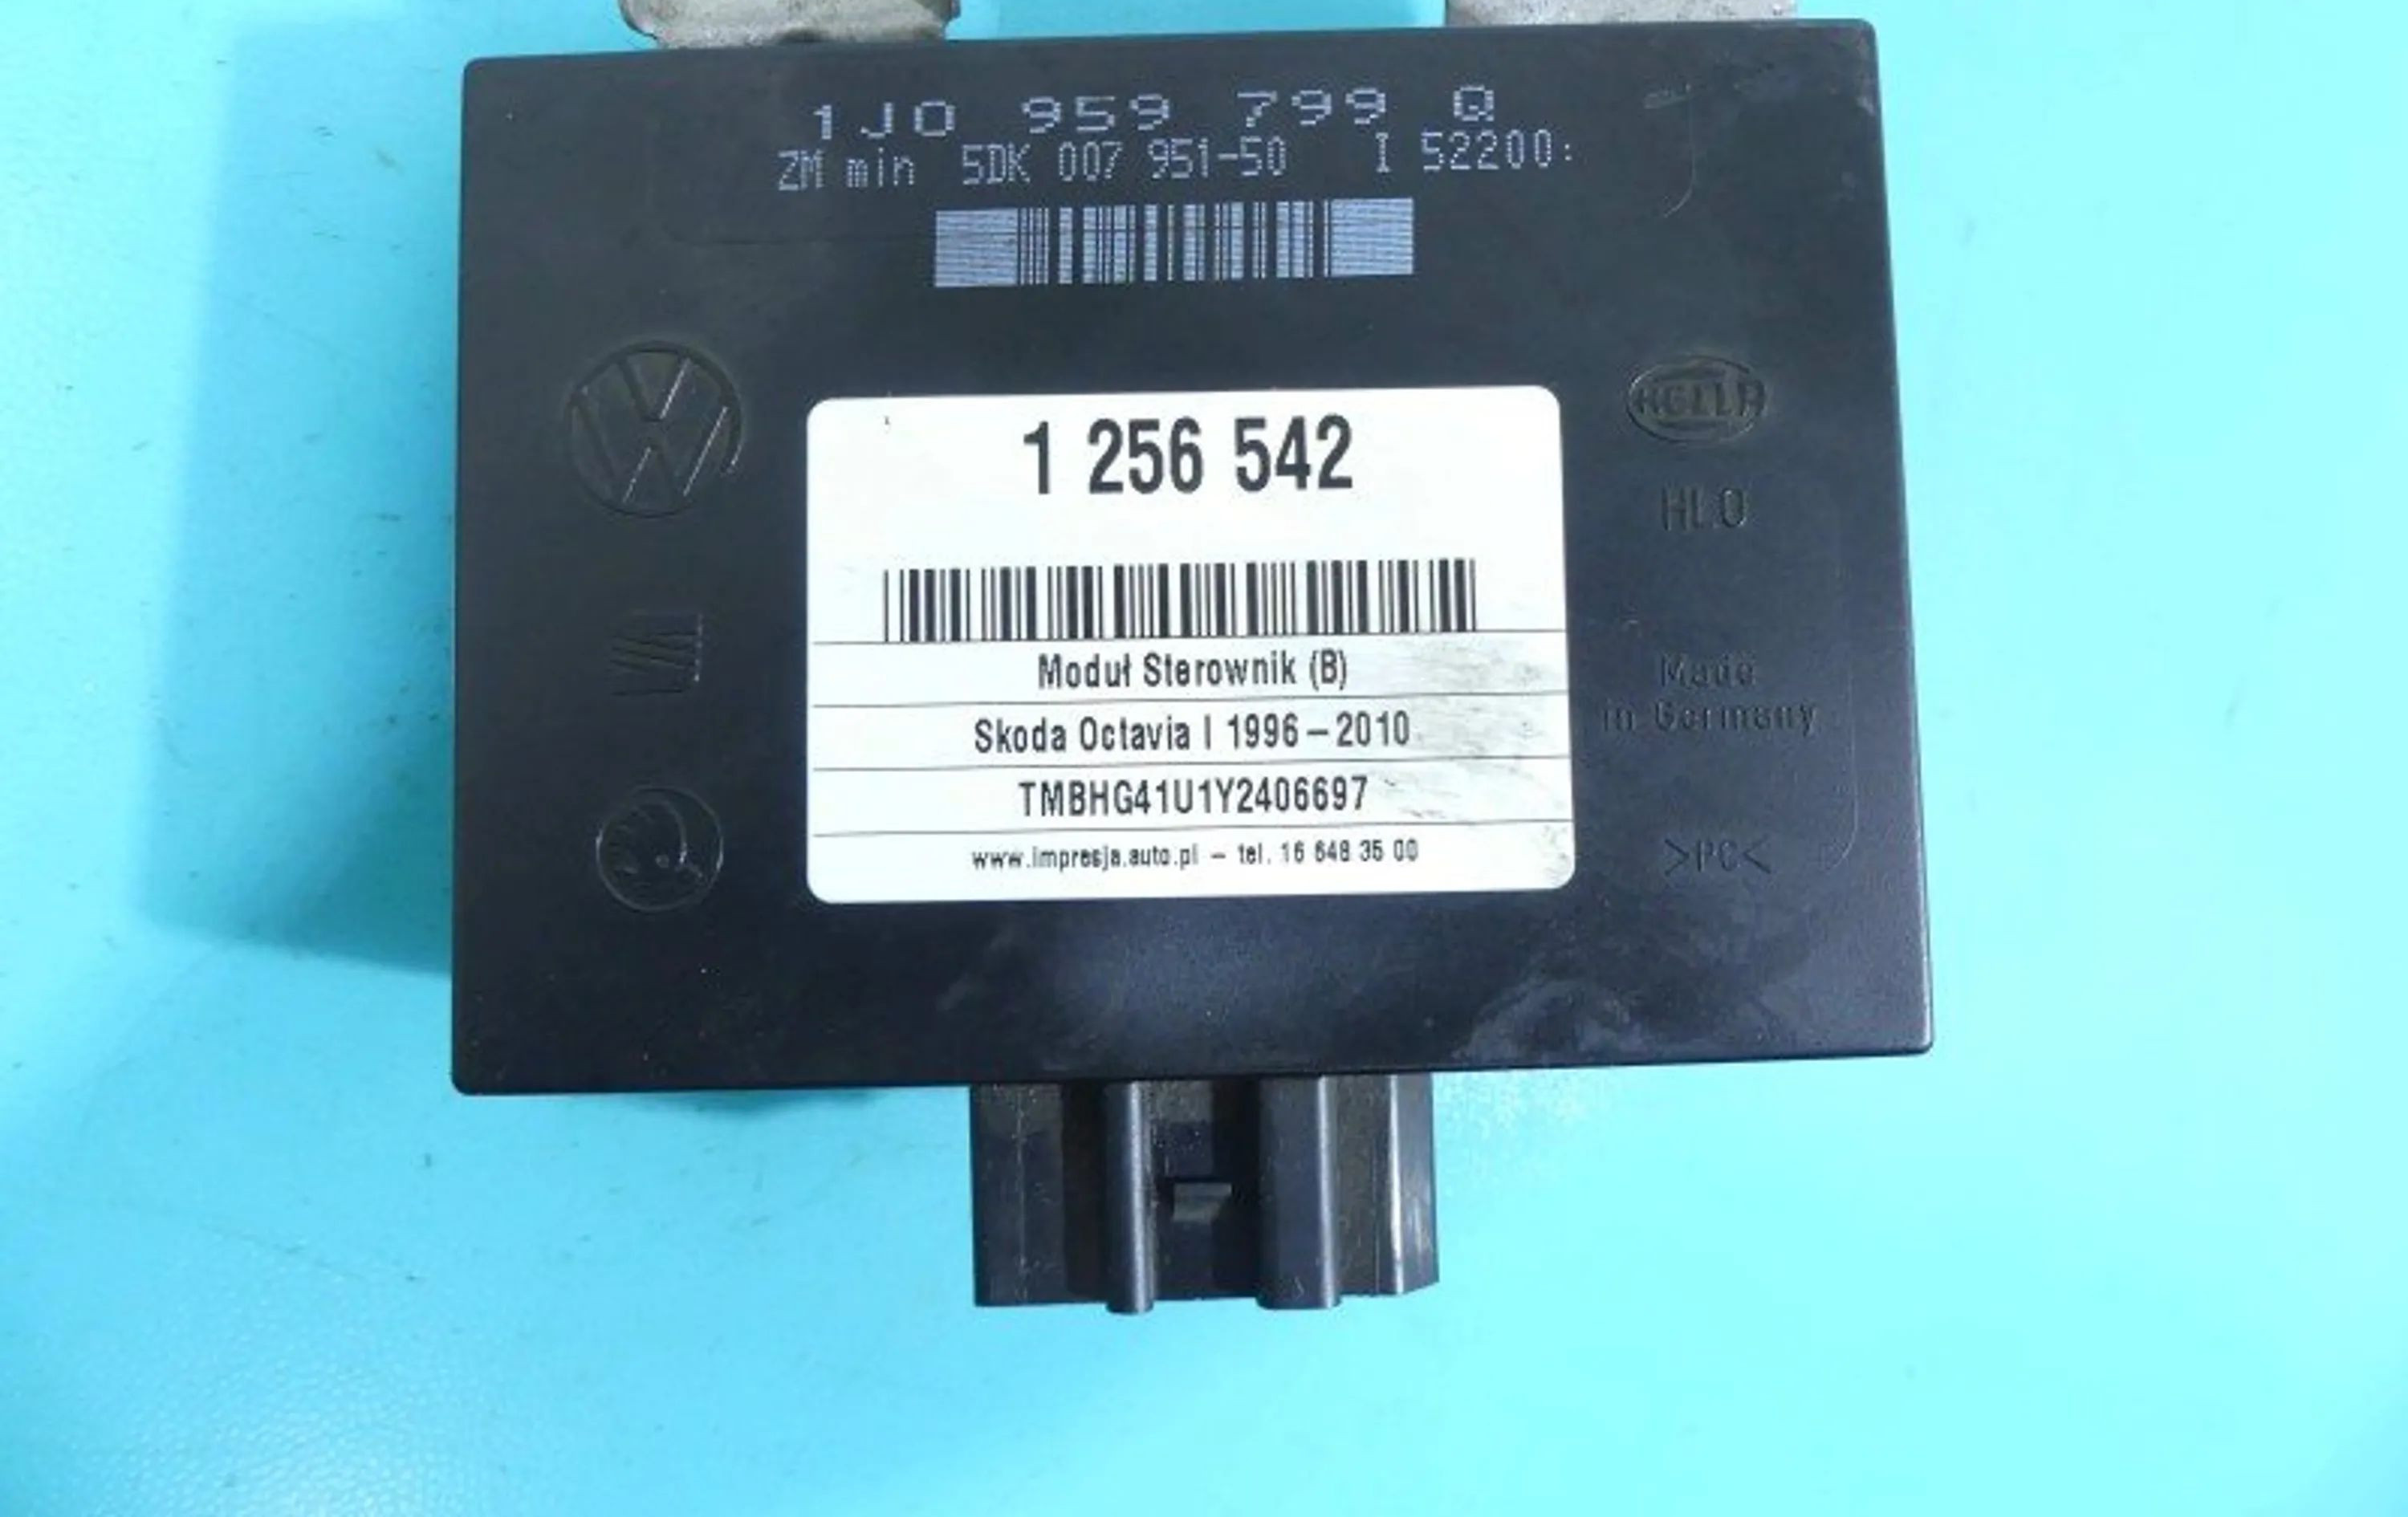 1J0 959 799 Q
ZM min 5DK 007 951-50 I 52200:
1 256 542
HELLA
HLO
Moduł Sterownik (B)
Made
in Germany
Skoda Octavia I 1996-2010
TMBHG41U1Y2406697
www.impresja.auto.pl - tel. 16 648 35 00
>PC<